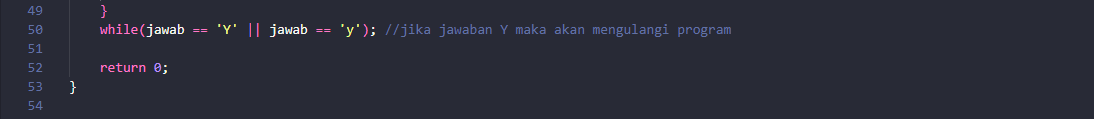 49 }
50 while(jawab == 'Y' || jawab == 'y'); //jika jawaban Y maka akan mengulangi program
51
52 return 0;
53 }
54